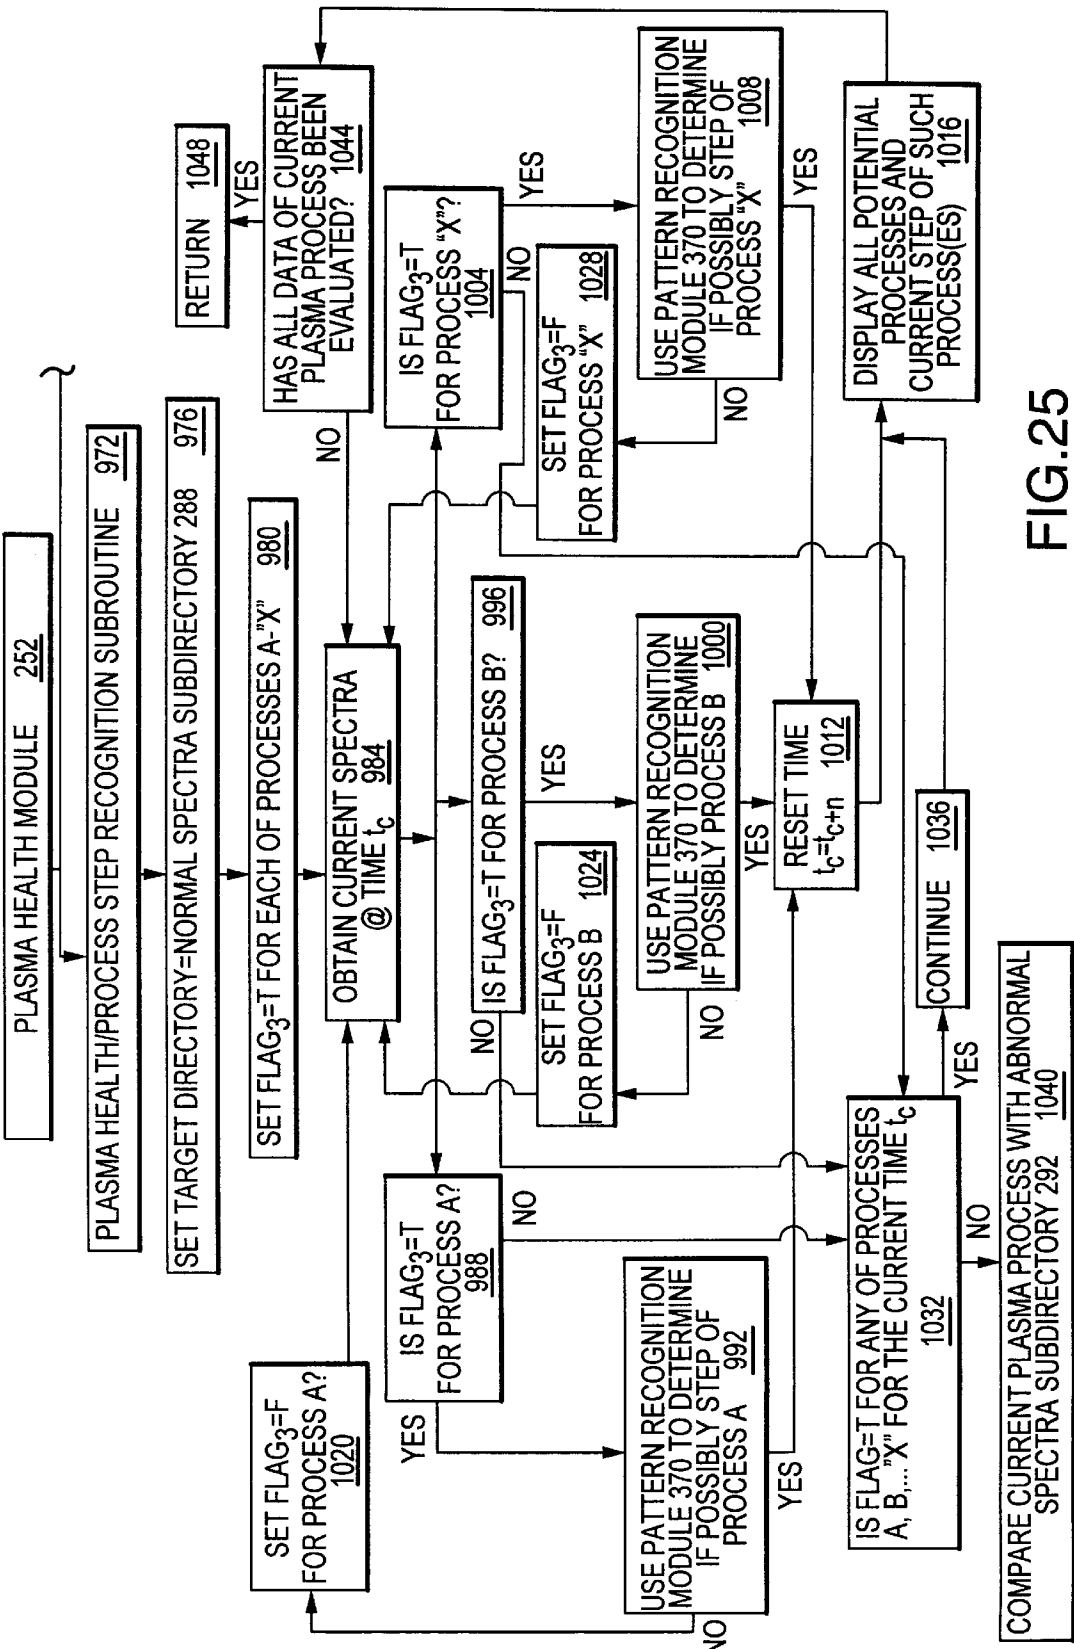 PLASMA HEALTH MODULE 252
PLASMA HEALTH/PROCESS STEP RECOGNITION SUBROUTINE 972
SET TARGET DIRECTORY=NORMAL SPECTRA SUBDIRECTORY 288 976
SET FLAG3=T FOR EACH OF PROCESSES A-"X" 980
RETURN 1048
YES
HAS ALL DATA OF CURRENT
PLASMA PROCESS BEEN
EVALUATED? 1044
NO
SET FLAG3=F
FOR PROCESS A?
1020
OBTAIN CURRENT SPECTRA
@ TIME tC
984
IS FLAG3=T
FOR PROCESS A?
988
YES
NO
IS FLAG3=T FOR PROCESS B? 996
NO
YES
IS FLAG3=T
FOR PROCESS "X"?
1004
NO
YES
SET FLAG3=F
FOR PROCESS B 1024
SET FLAG3=F
FOR PROCESS "X" 1028
USE PATTERN RECOGNITION
MODULE 370 TO DETERMINE
IF POSSIBLY STEP OF
PROCESS A 992
NO
YES
USE PATTERN RECOGNITION
MODULE 370 TO DETERMINE
IF POSSIBLY PROCESS B 1000
NO
YES
USE PATTERN RECOGNITION
MODULE 370 TO DETERMINE
IF POSSIBLY STEP OF
PROCESS "X" 1008
NO
YES
RESET TIME
tC=tC+n 1012
IS FLAG=T FOR ANY OF PROCESSES
A, B,..."X" FOR THE CURRENT TIME tC
1032
YES
NO
CONTINUE 1036
DISPLAY ALL POTENTIAL
PROCESSES AND
CURRENT STEP OF SUCH
PROCESS(ES) 1016
COMPARE CURRENT PLASMA PROCESS WITH ABNORMAL
SPECTRA SUBDIRECTORY 292 1040
FIG.25